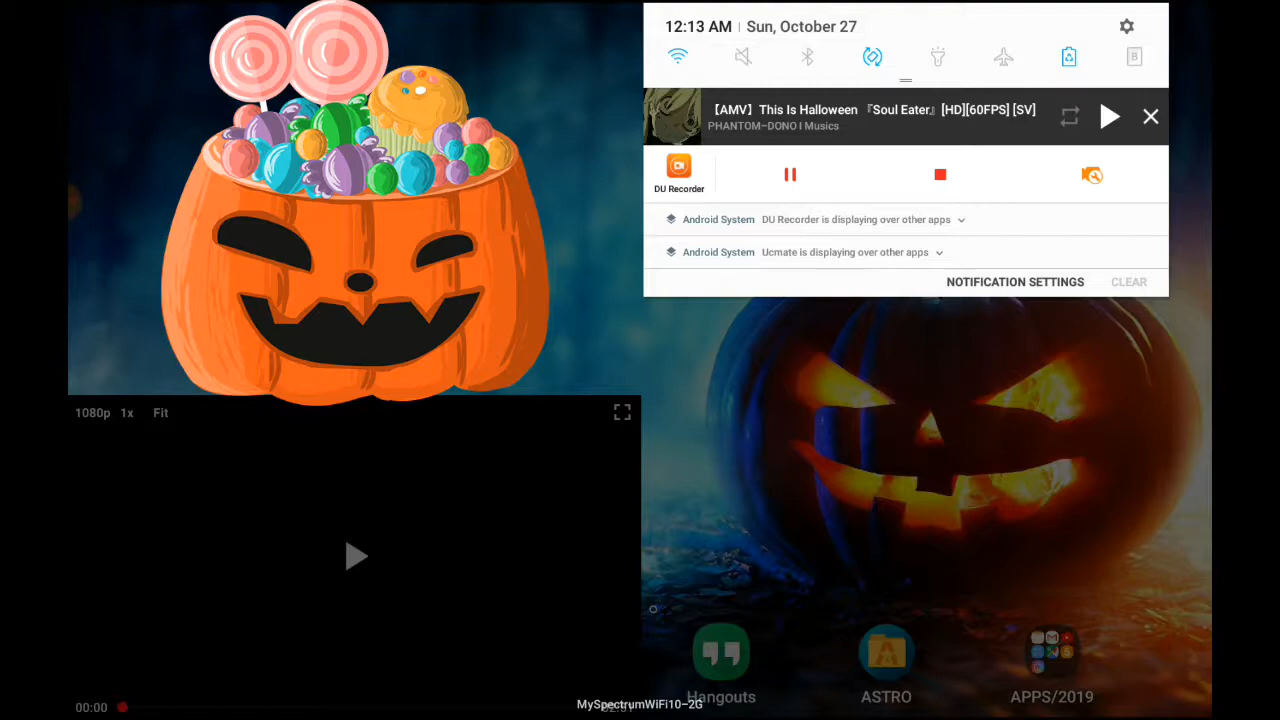 12:13 AM Sun, October 27
【AMV】This Is Halloween 『Soul Eater』 [HD][60FPS] [SV]
PHANTOM-DONO I Musics
DU Recorder
Android System DU Recorder is displaying over other apps
Android System Ucmate is displaying over other apps
NOTIFICATION SETTINGS CLEAR
1080p 1x Fit
Hangouts ASTRO APPS/2019
00:00
MySpectrumWiFi10-2G